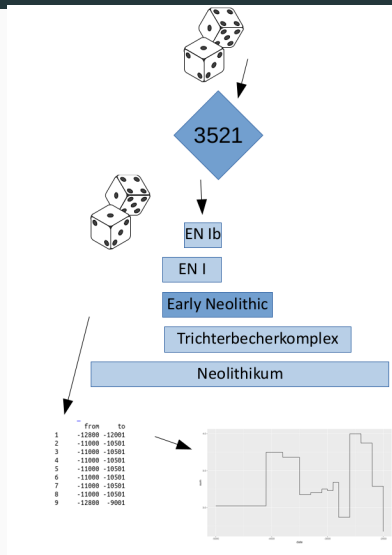 3521
EN Ib
EN I
Early Neolithic
Trichterbecherkomplex
Neolithikum
from to
1 -12800 -12001
2 -11000 -10501
3 -11000 -10501
4 -11000 -10501
5 -11000 -10501
6 -11000 -10501
7 -11000 -10501
8 -11000 -10501
9 -12800 -9001